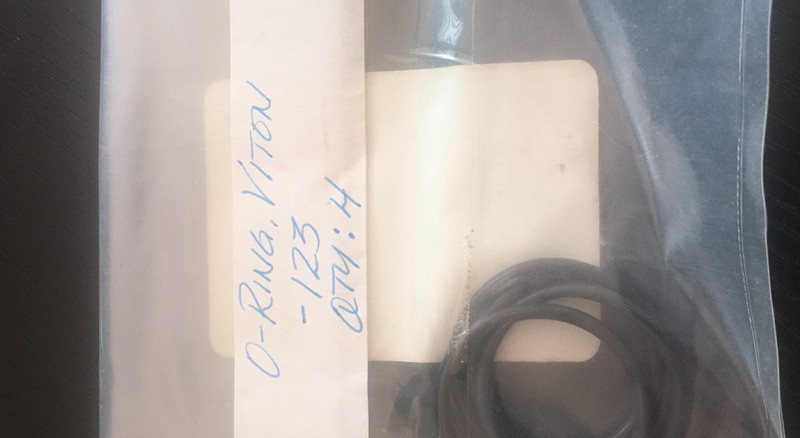 O-RING, VITON
-123
QTY: 4